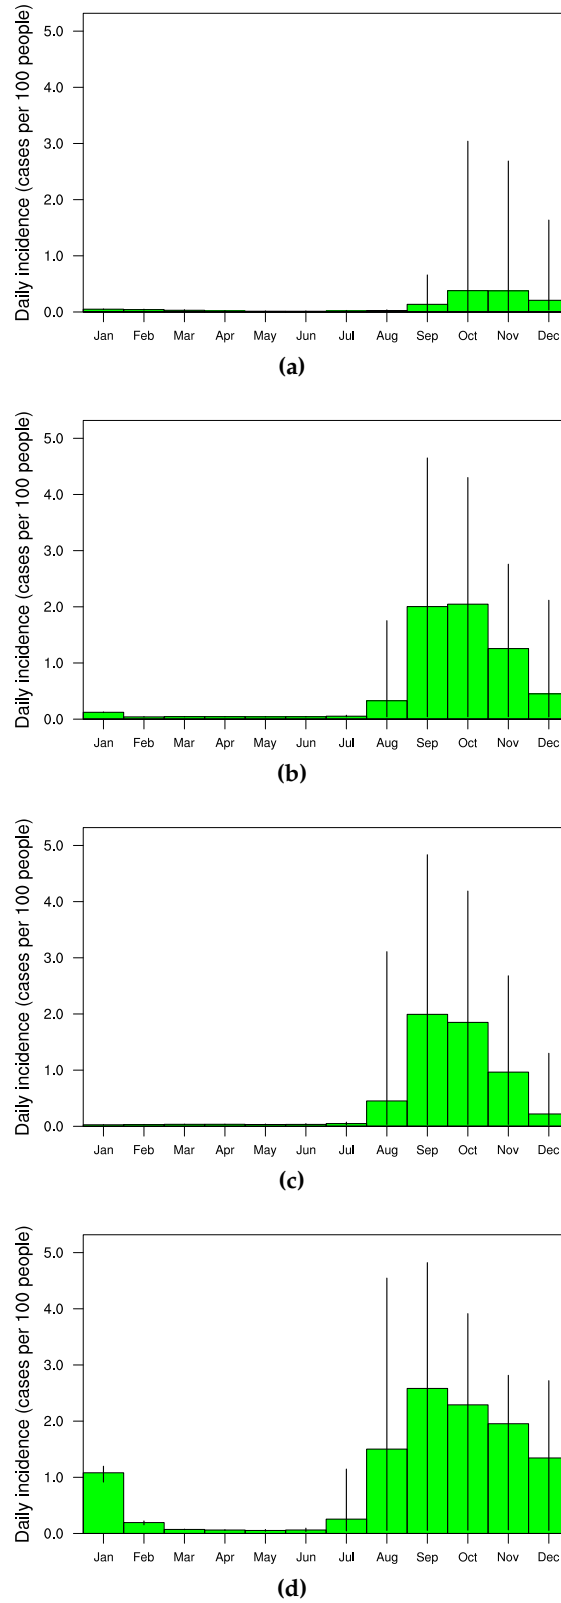 Daily incidence (cases per 100 people)
5.0
4.0
3.0
2.0
1.0
0.0
Jan Feb Mar Apr May Jun Jul Aug Sep Oct Nov Dec
(a)
Daily incidence (cases per 100 people)
5.0
4.0
3.0
2.0
1.0
0.0
Jan Feb Mar Apr May Jun Jul Aug Sep Oct Nov Dec
(b)
Daily incidence (cases per 100 people)
5.0
4.0
3.0
2.0
1.0
0.0
Jan Feb Mar Apr May Jun Jul Aug Sep Oct Nov Dec
(c)
Daily incidence (cases per 100 people)
5.0
4.0
3.0
2.0
1.0
0.0
Jan Feb Mar Apr May Jun Jul Aug Sep Oct Nov Dec
(d)